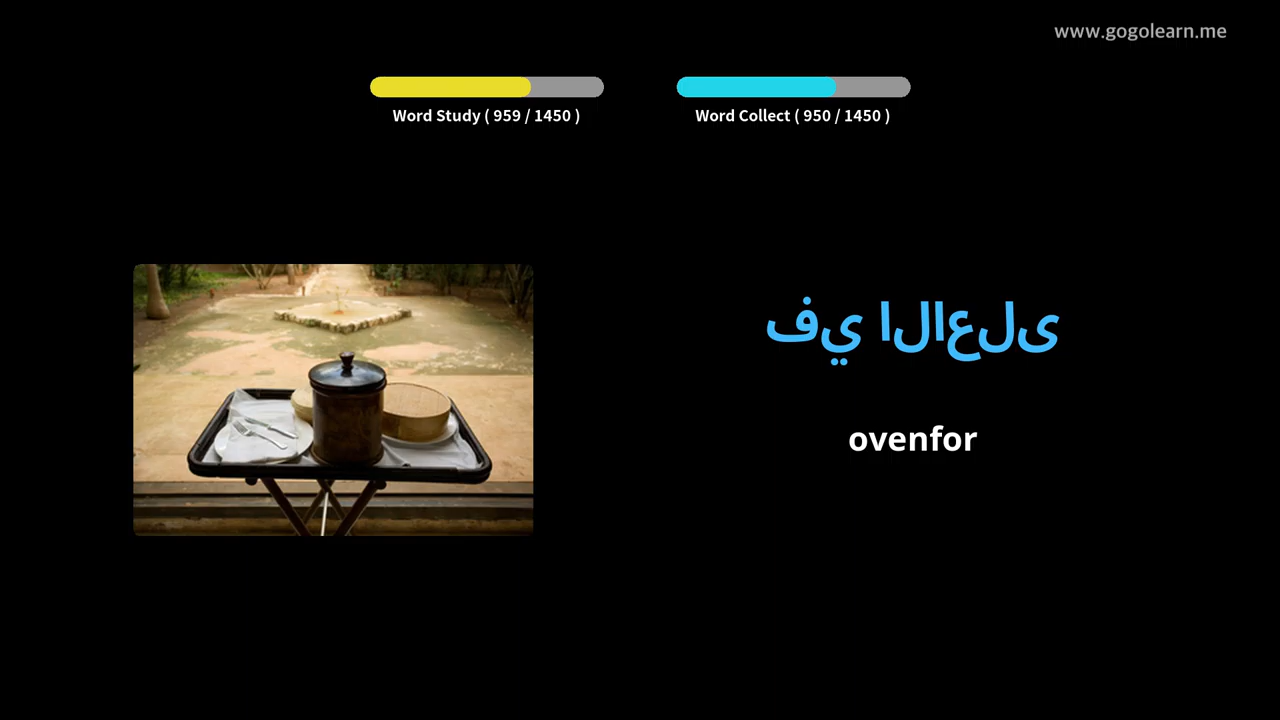 www.gogolearn.me
Word Study ( 959 / 1450 )
Word Collect ( 950 / 1450 )
في الاعلى
ovenfor